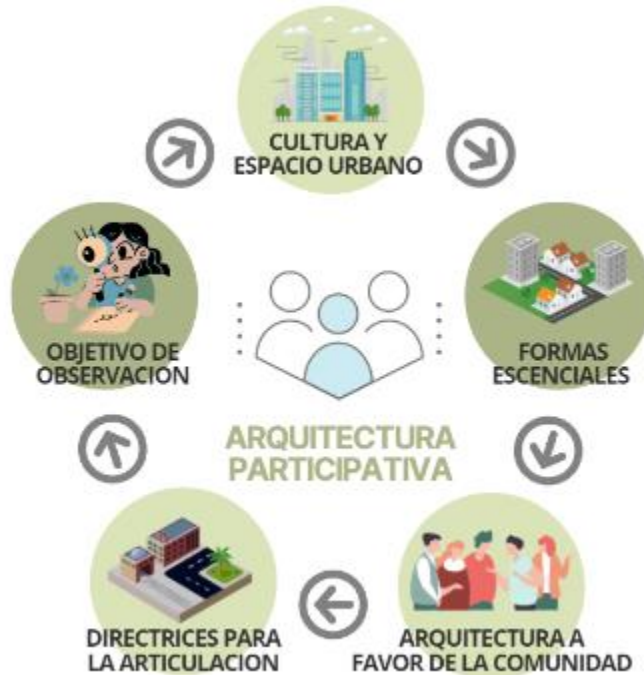 CULTURA Y
ESPACIO URBANO
OBJETIVO DE
OBSERVACION
FORMAS
ESCENCIALES
ARQUITECTURA
PARTICIPATIVA
DIRECTRICES PARA
LA ARTICULACION
ARQUITECTURA A
FAVOR DE LA COMUNIDAD